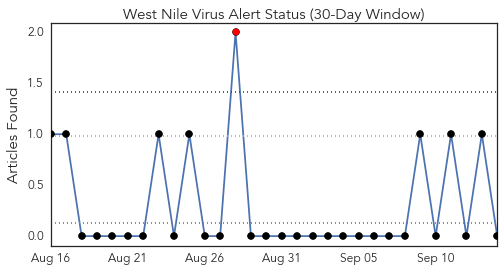 West Nile Virus Alert Status (30-Day Window)
Articles Found
2.0
1.5
1.0
0.5
0.0
Aug 16 Aug 21 Aug 26 Aug 31 Sep 05 Sep 10